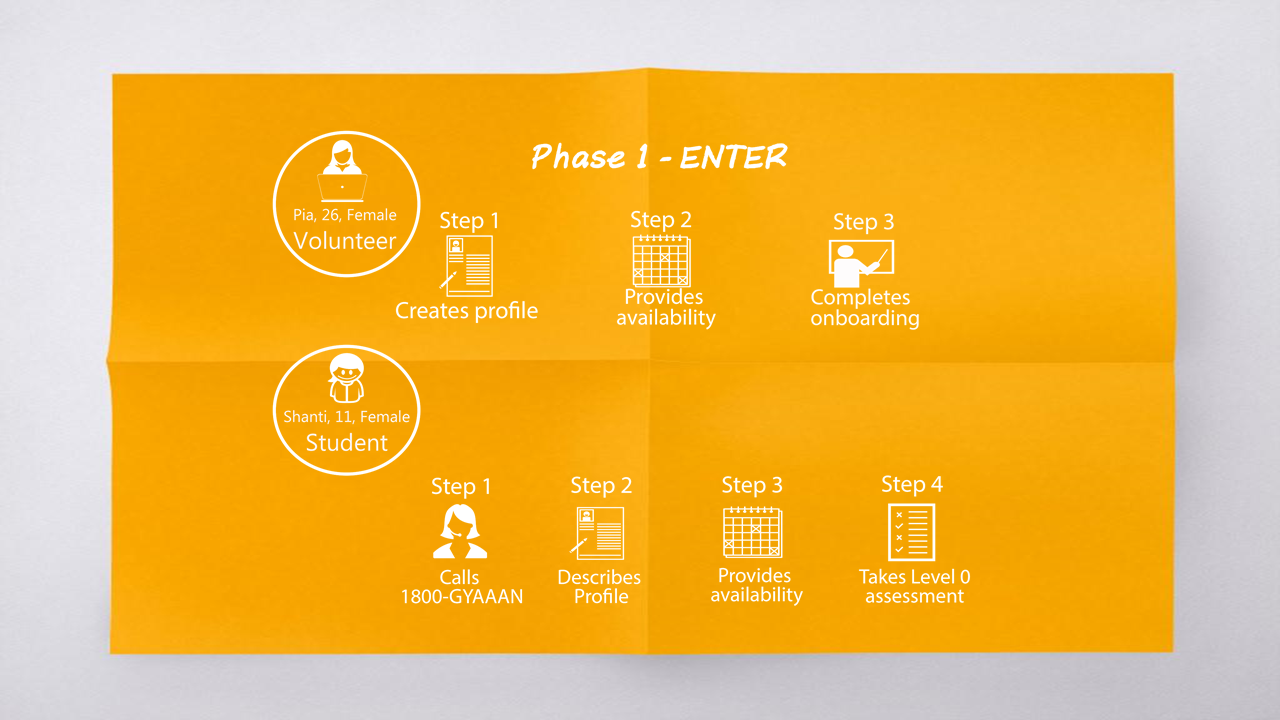 Phase 1 - ENTER
Pia, 26, Female
Volunteer
Step 1
Creates profile
Step 2
Provides
availability
Step 3
Completes
onboarding
Shanti, 11, Female
Student
Step 1
Calls
1800-GYAAAN
Step 2
Describes
Profile
Step 3
Provides
availability
Step 4
Takes Level 0
assessment